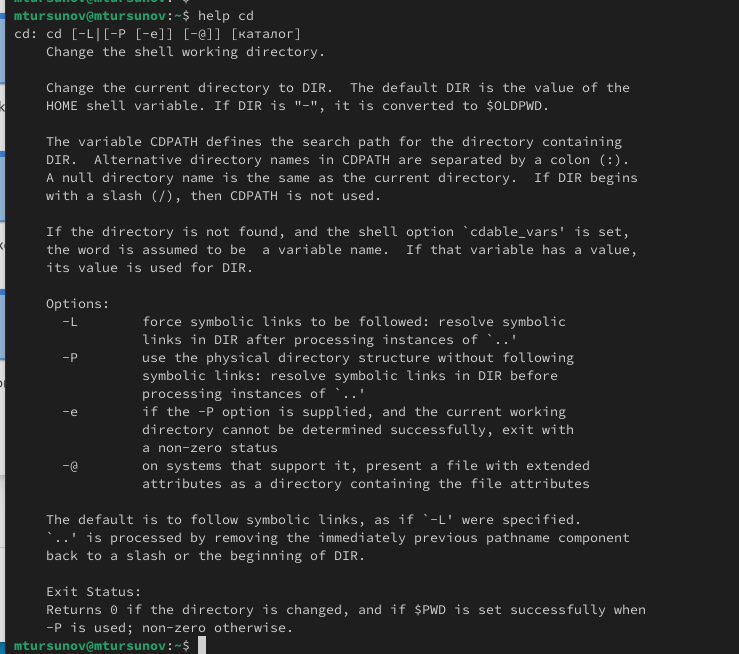 mtursunov@mtursunov:~$ help cd
cd: cd [-L|[-P [-e]] [-@]] [каталог]
    Change the shell working directory.

    Change the current directory to DIR.  The default DIR is the value of the
    HOME shell variable. If DIR is "-", it is converted to $OLDPWD.

    The variable CDPATH defines the search path for the directory containing
    DIR.  Alternative directory names in CDPATH are separated by a colon (:).
    A null directory name is the same as the current directory.  If DIR begins
    with a slash (/), then CDPATH is not used.

    If the directory is not found, and the shell option `cdable_vars' is set,
    the word is assumed to be  a variable name.  If that variable has a value,
    its value is used for DIR.

    Options:
      -L        force symbolic links to be followed: resolve symbolic
                links in DIR after processing instances of `..'
      -P        use the physical directory structure without following
                symbolic links: resolve symbolic links in DIR before
                processing instances of `..'
      -e        if the -P option is supplied, and the current working
                directory cannot be determined successfully, exit with
                a non-zero status
      -@        on systems that support it, present a file with extended
                attributes as a directory containing the file attributes

    The default is to follow symbolic links, as if `-L' were specified.
    `..' is processed by removing the immediately previous pathname component
    back to a slash or the beginning of DIR.

    Exit Status:
    Returns 0 if the directory is changed, and if $PWD is set successfully when
    -P is used; non-zero otherwise.
mtursunov@mtursunov:~$